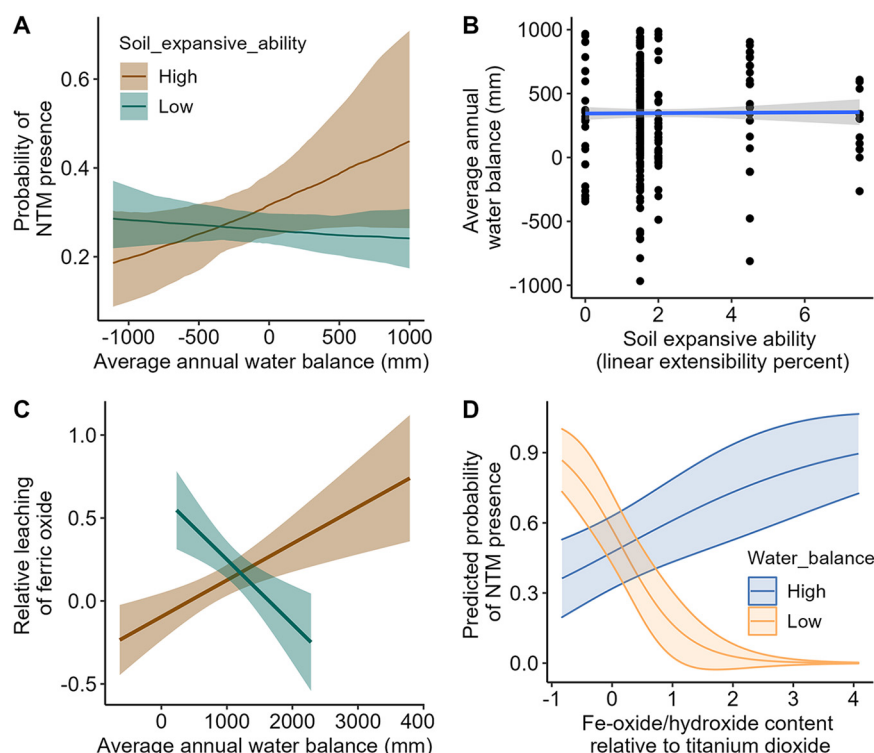 A
Soil_expansive_ability
High
Low
Probability of
NTM presence
0.6
0.4
0.2
-1000 -500 0 500 1000
Average annual water balance (mm)
B
Average annual
water balance (mm)
1000
500
0
-500
-1000
0 2 4 6
Soil expansive ability
(linear extensibility percent)
C
Relative leaching
of ferric oxide
1.0
0.5
0.0
-0.5
0 1000 2000 3000 400
Average annual water balance (mm)
D
Predicted probability
of NTM presence
0.9
0.6
0.3
0.0
Water_balance
High
Low
-1 0 1 2 3 4
Fe-oxide/hydroxide content
relative to titanium dioxide